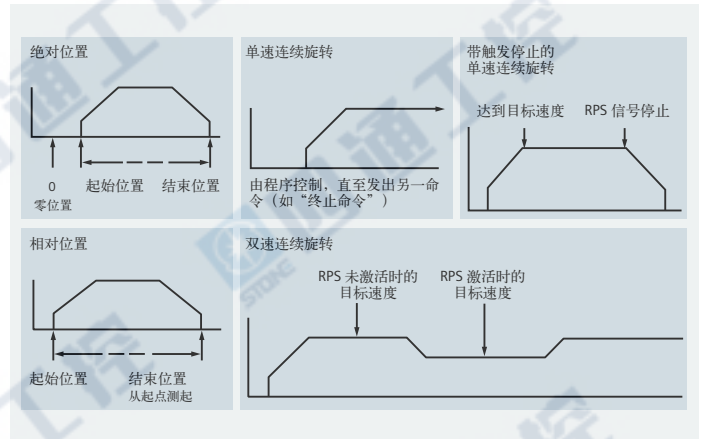 绝对位置
0
零位置
起始位置
结束位置
单速连续旋转
由程序控制，直至发出另一命
令（如“终止命令”）
带触发停止的
单速连续旋转
达到目标速度
RPS 信号停止
相对位置
起始位置
结束位置
从起点测起
双速连续旋转
RPS 未激活时的
目标速度
RPS 激活时的
目标速度
四通工控
STONE